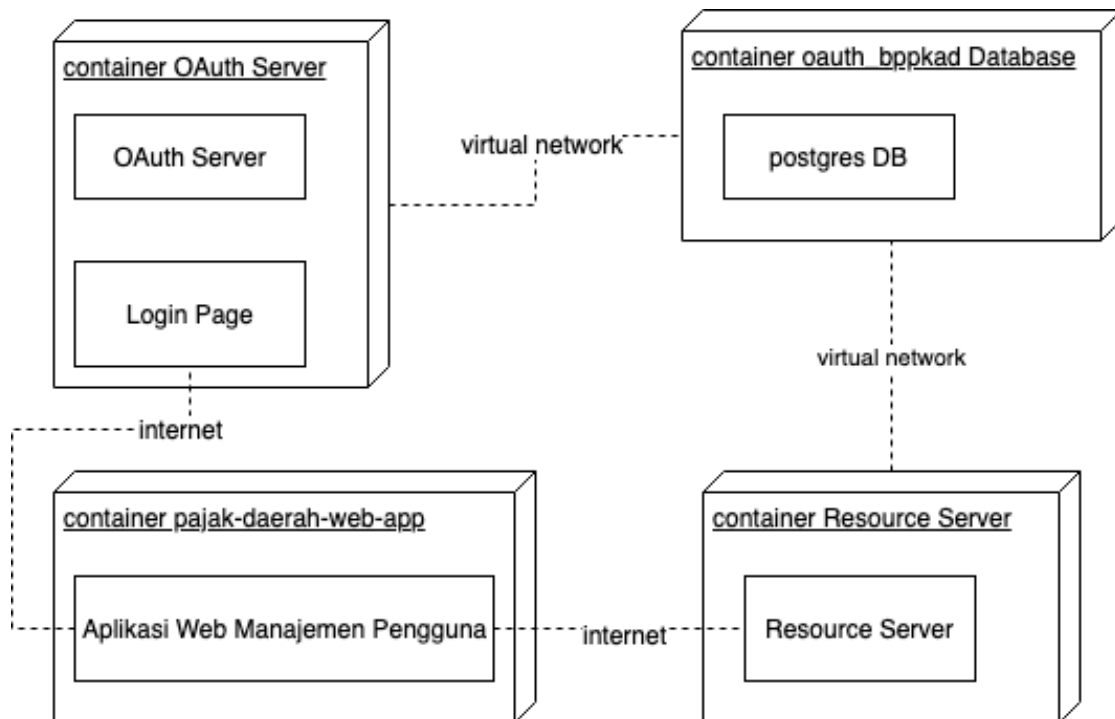 container OAuth Server
OAuth Server
Login Page
container oauth_bppkad Database
postgres DB
virtual network
virtual network
internet
container pajak-daerah-web-app
Aplikasi Web Manajemen Pengguna
internet
container Resource Server
Resource Server